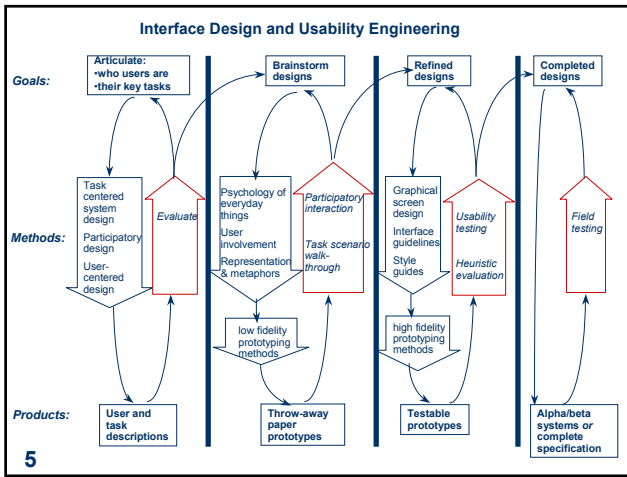 Interface Design and Usability Engineering
Goals:
Articulate:
•who users are
•their key tasks
Brainstorm
designs
Refined
designs
Completed
designs
Methods:
Task
centered
system
design
Participatory
design
User-
centered
design
Evaluate
Psychology of
everyday
things
User
involvement
Representation
& metaphors
low fidelity
prototyping
methods
Participatory
interaction
Task scenario
walk-
through
Graphical
screen
design
Interface
guidelines
Style
guides
high fidelity
prototyping
methods
Usability
testing
Heuristic
evaluation
Field
testing
Products:
User and
task
descriptions
Throw-away
paper
prototypes
Testable
prototypes
Alpha/beta
systems or
complete
specification
5